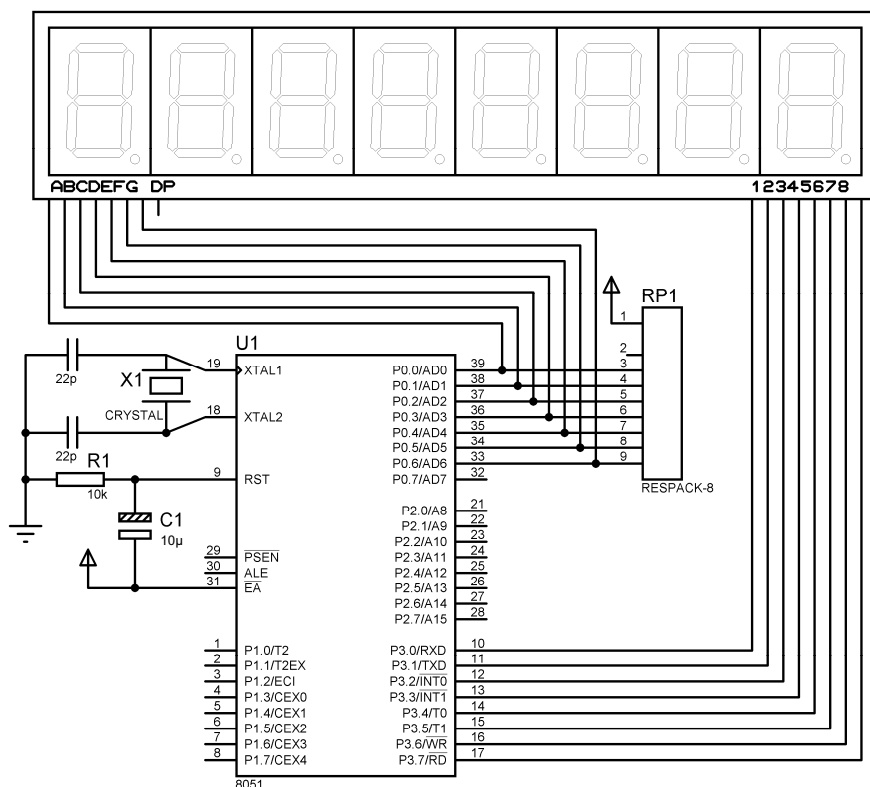 ABCDEFG DP
12345678
RP1
1
2
3
4
5
6
7
8
9
RESPACK-8
U1
22p
X1
CRYSTAL
22p
R1
10k
C1
10µ
19 XTAL1
18 XTAL2
9 RST
29 PSEN
30 ALE
31 EA
1 P1.0/T2
2 P1.1/T2EX
3 P1.2/ECI
4 P1.3/CEX0
5 P1.4/CEX1
6 P1.5/CEX2
7 P1.6/CEX3
8 P1.7/CEX4
P0.0/AD0 39
P0.1/AD1 38
P0.2/AD2 37
P0.3/AD3 36
P0.4/AD4 35
P0.5/AD5 34
P0.6/AD6 33
P0.7/AD7 32
P2.0/A8 21
P2.1/A9 22
P2.2/A10 23
P2.3/A11 24
P2.4/A12 25
P2.5/A13 26
P2.6/A14 27
P2.7/A15 28
P3.0/RXD 10
P3.1/TXD 11
P3.2/INT0 12
P3.3/INT1 13
P3.4/T0 14
P3.5/T1 15
P3.6/WR 16
P3.7/RD 17
8051